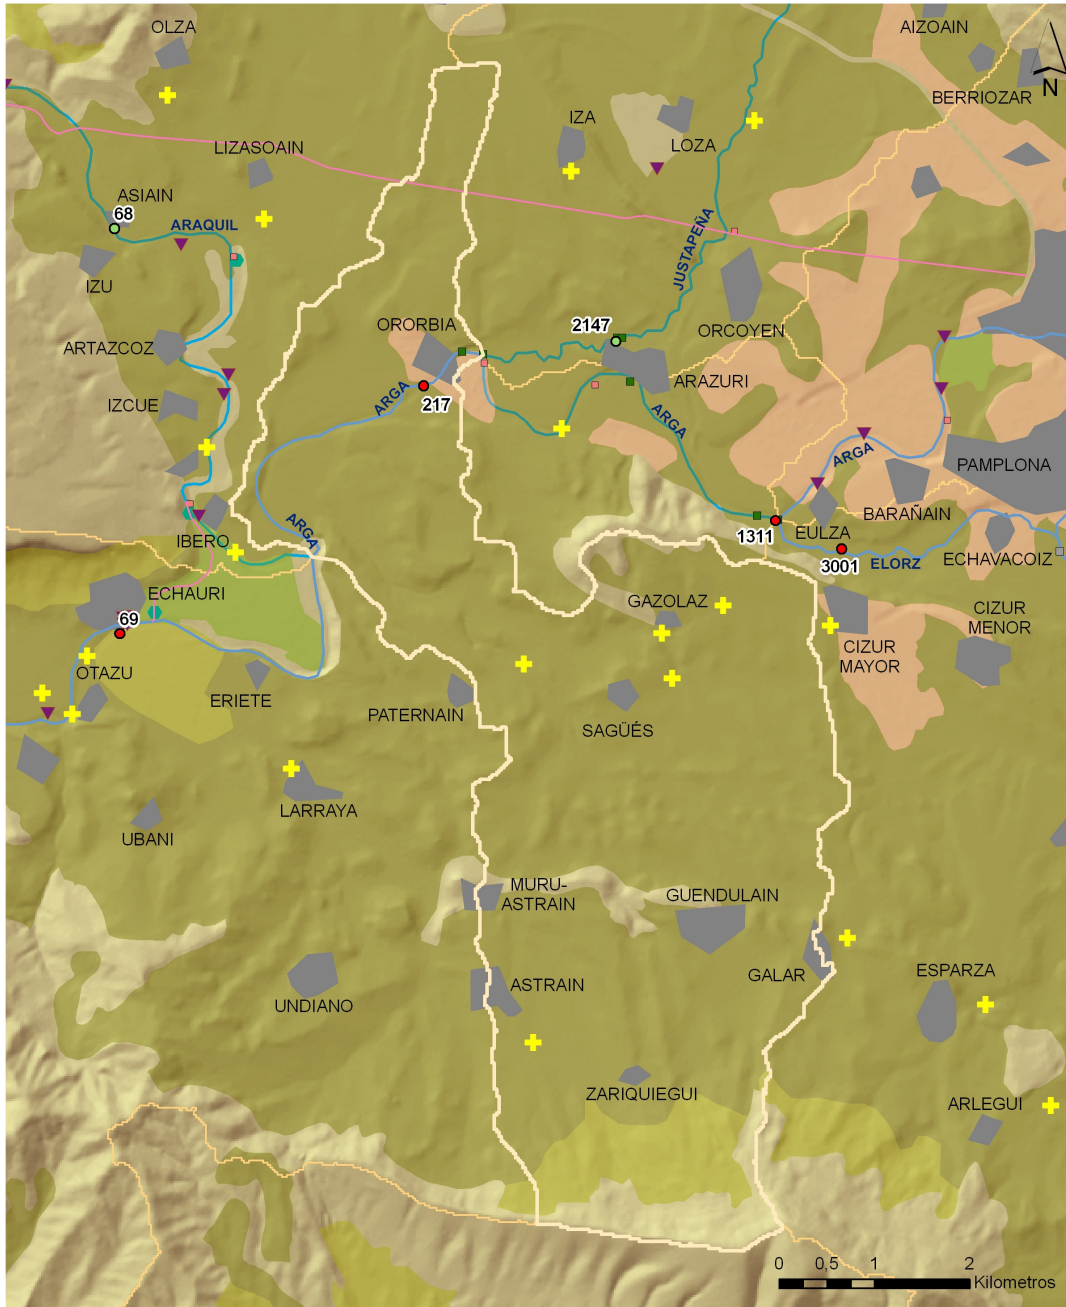 OLZA
AIZOAIN
N
BERRIOZAR
IZA
LOZA
LIZASOAIN
ASIAIN
68
ARAQUIL
JUSTAPEÑA
IZU
ORORBIA
2147
ORCOYEN
ARTAZCOZ
ARAZURI
IZCUE
ARGA
217
ARGA
ARGA
PAMPLONA
BARAÑAIN
ARGA
IBERO
1311
EULZA
3001
ELORZ
ECHAVACOIZ
ECHAURI
69
GAZOLAZ
CIZUR
MENOR
CIZUR
MAYOR
OTAZU
ERIETE
PATERNAIN
SAGÜÉS
LARRAYA
UBANI
MURU-
ASTRAIN
GUENDULAIN
GALAR
ESPARZA
ASTRAIN
UNDIANO
ZARIQUIEGUI
ARLEGUI
0 0,5 1 2
Kilometros